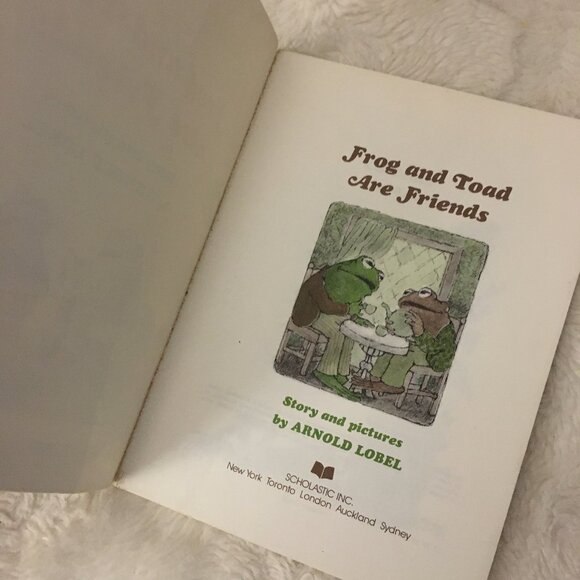 Frog and Toad
Are Friends
Story and pictures
by ARNOLD LOBEL
SCHOLASTIC INC.
New York Toronto London Auckland Sydney